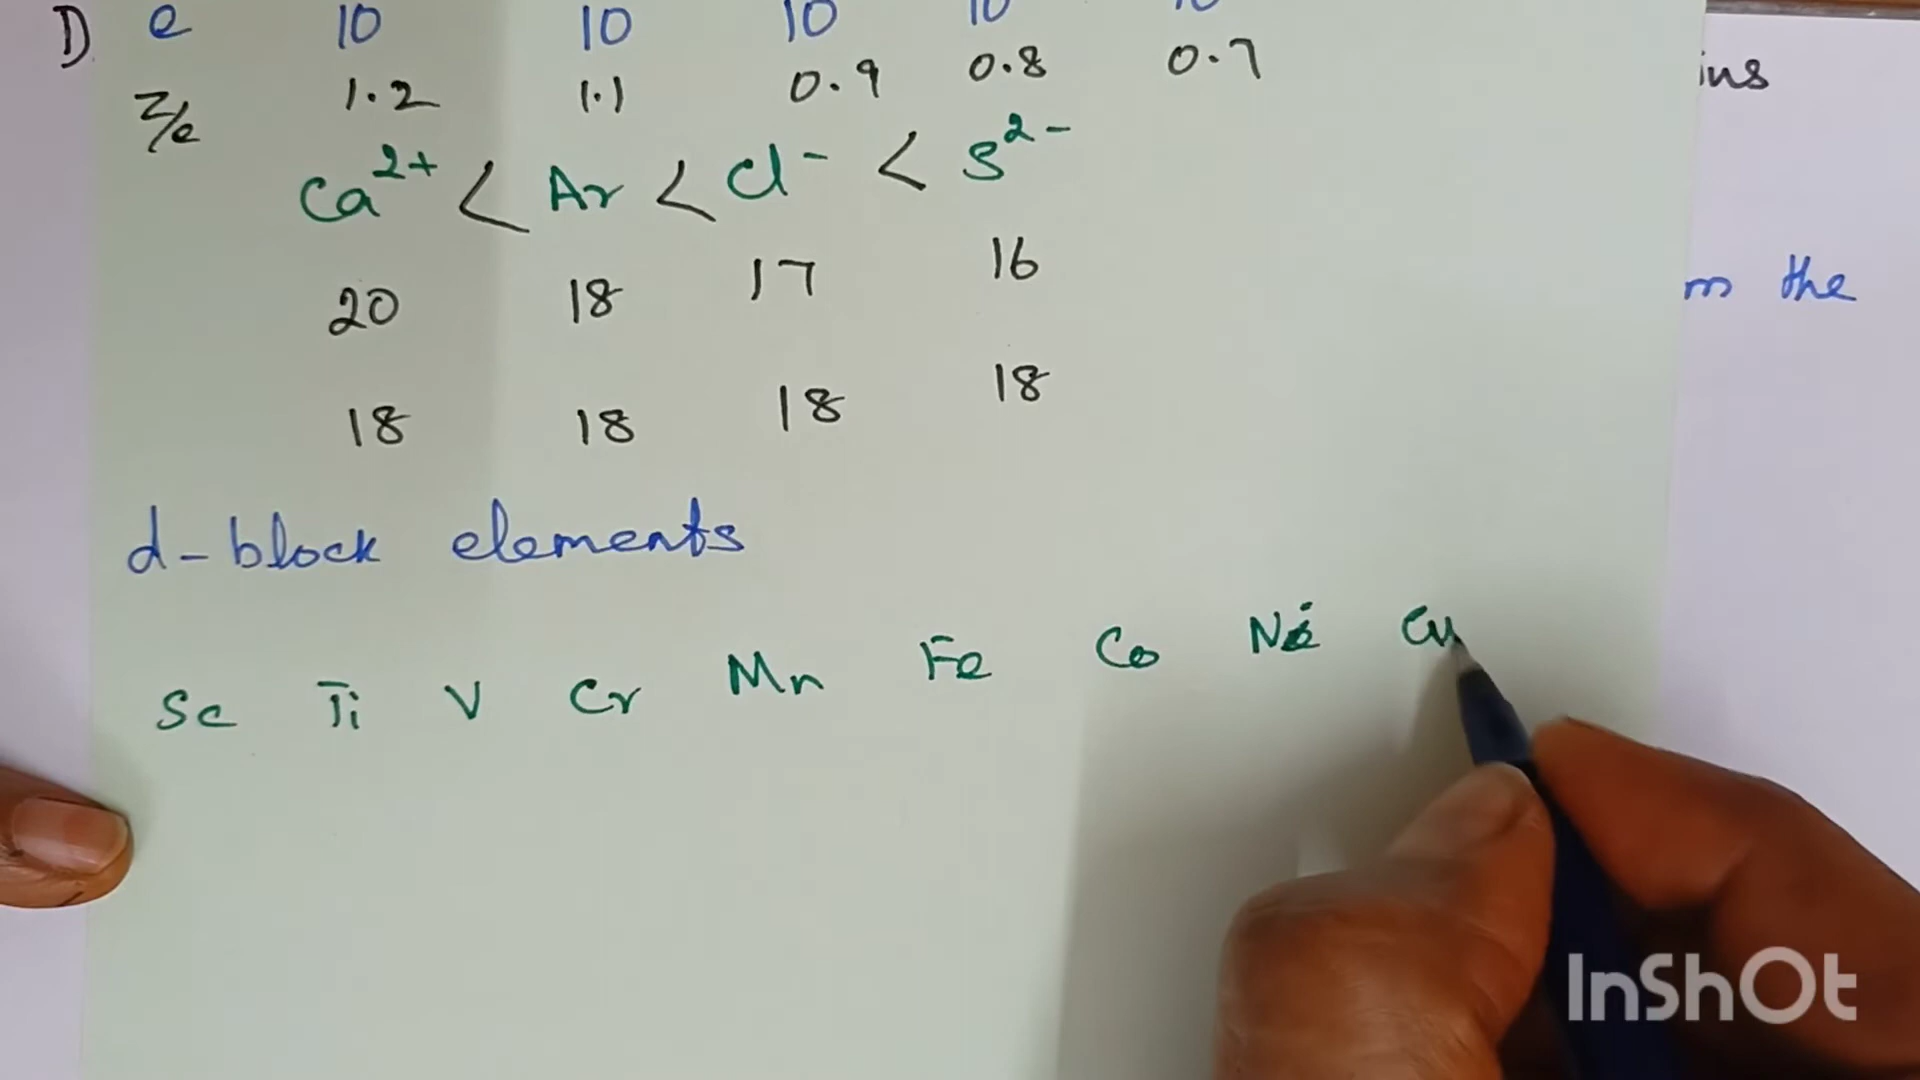 1) e 10 10 10 10 10
Z/e 1.2 1.1 0.9 0.8 0.7
Ca²⁺ < Ar < Cl⁻ < S²⁻
20 18 17 16
18 18 18 18
d-block elements
Sc Ti V Cr Mn Fe Co Ni Cu
ins
m the
InShOt